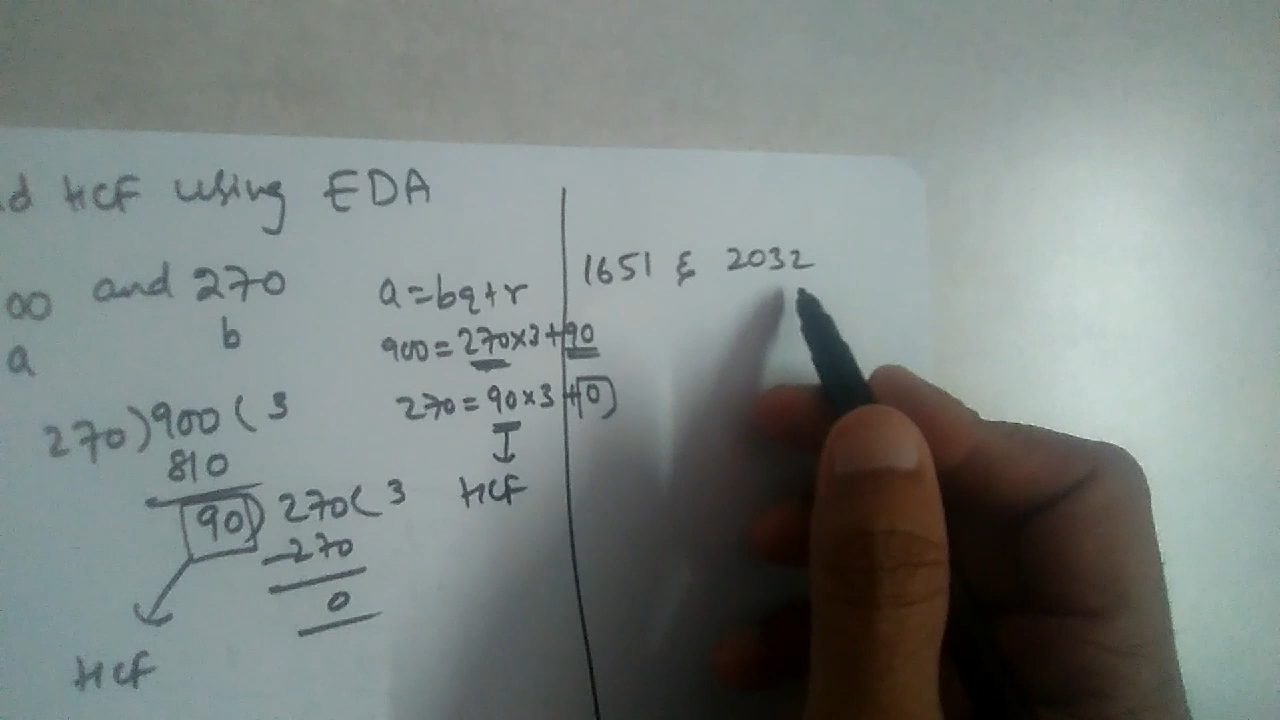 d HCF using EDA
00 and 270
a b
270)900(3
810
90)270(3
-270
0
HCF
a=bq+r
900=270×3+90
270=90×3+0
HCF
1651 & 2032